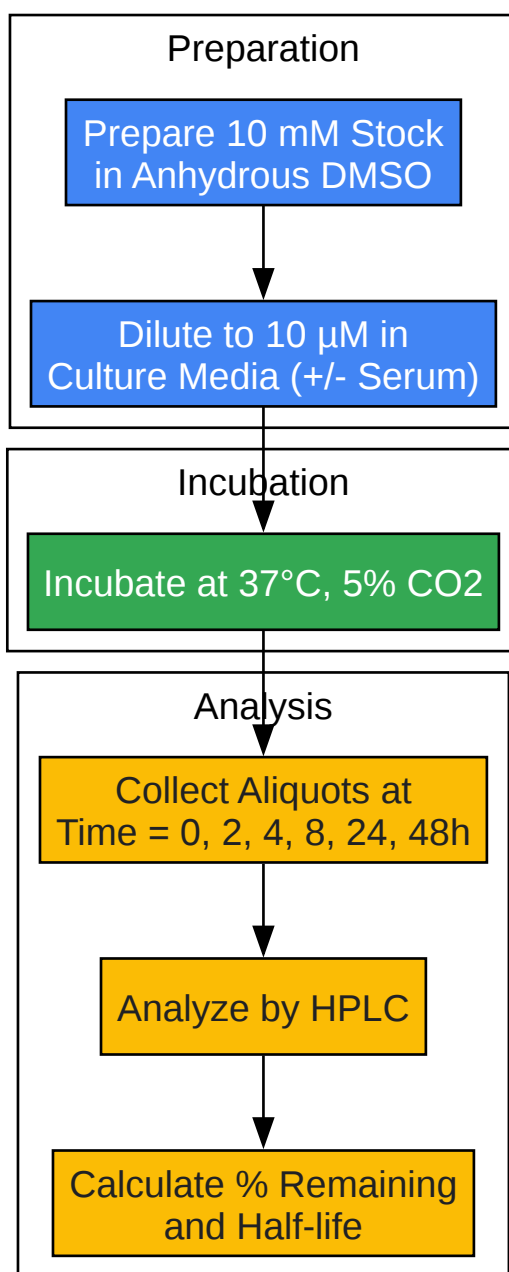 Preparation
Prepare 10 mM Stock
in Anhydrous DMSO
Dilute to 10 µM in
Culture Media (+/- Serum)
Incubation
Incubate at 37°C, 5% CO2
Analysis
Collect Aliquots at
Time = 0, 2, 4, 8, 24, 48h
Analyze by HPLC
Calculate % Remaining
and Half-life